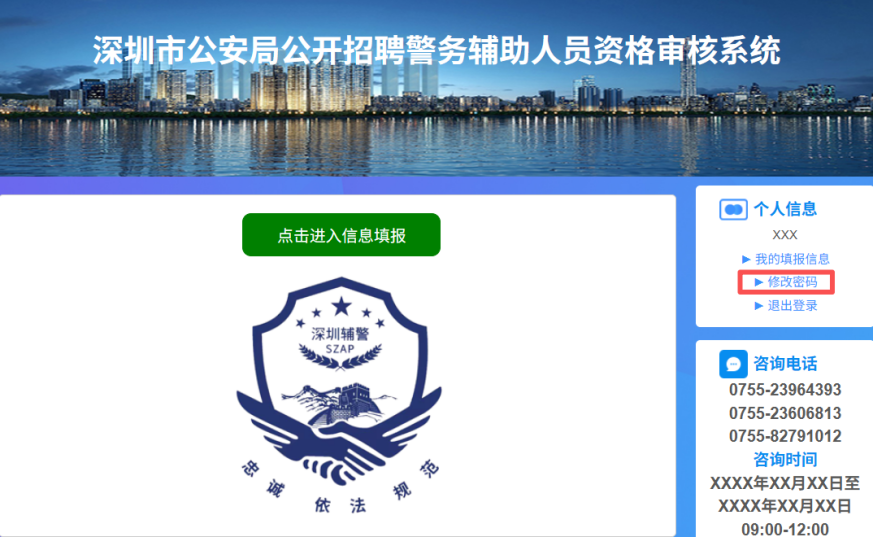 深圳市公安局公开招聘警务辅助人员资格审核系统
点击进入信息填报
深圳辅警
SZAP
忠诚 依法 规范
个人信息
XXX
▶ 我的填报信息
▶ 修改密码
▶ 退出登录
咨询电话
0755-23964393
0755-23606813
0755-82791012
咨询时间
XXXX年XX月XX日至
XXXX年XX月XX日
09:00-12:00